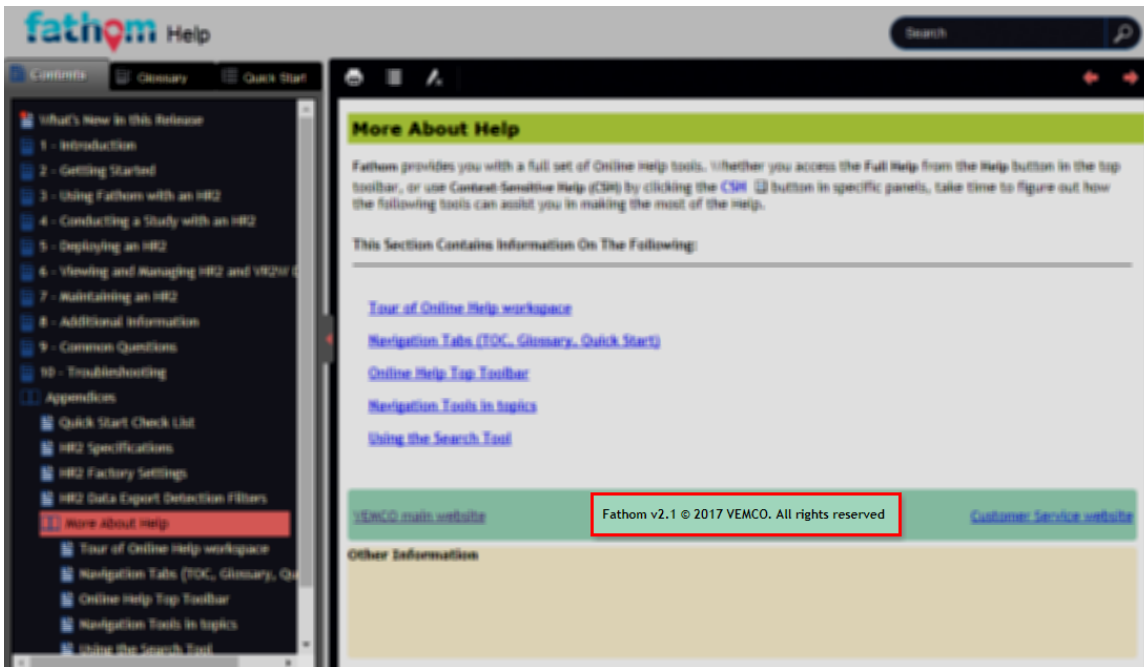 fathom Help
Search
Contents Glossary Quick Start
What's New in this Release
1 - Introduction
2 - Getting Started
3 - Using Fathom with an HR2
4 - Conducting a Study with an HR2
5 - Deploying an HR2
6 - Viewing and Managing HR2 and VR2W
7 - Maintaining an HR2
8 - Additional Information
9 - Common Questions
10 - Troubleshooting
Appendices
Quick Start Check List
HR2 Specifications
HR2 Factory Settings
HR2 Data Export Detection Filters
More About Help
Tour of Online Help workspace
Navigation Tabs (TOC, Glossary, Qu
Online Help Top Toolbar
Navigation Tools in topics
Using the Search Tool
More About Help
Fathom provides you with a full set of Online Help tools. Whether you access the Full Help from the Help button in the top
toolbar, or use Context-Sensitive Help (CSH) by clicking the CSH button in specific panels, take time to figure out how
the following tools can assist you in making the most of the Help.
This Section Contains Information On The Following:
Tour of Online Help workspace
Navigation Tabs (TOC, Glossary, Quick Start)
Online Help Top Toolbar
Navigation Tools in topics
Using the Search Tool
VEMCO main website Fathom v2.1 © 2017 VEMCO. All rights reserved Customer Service website
Other Information